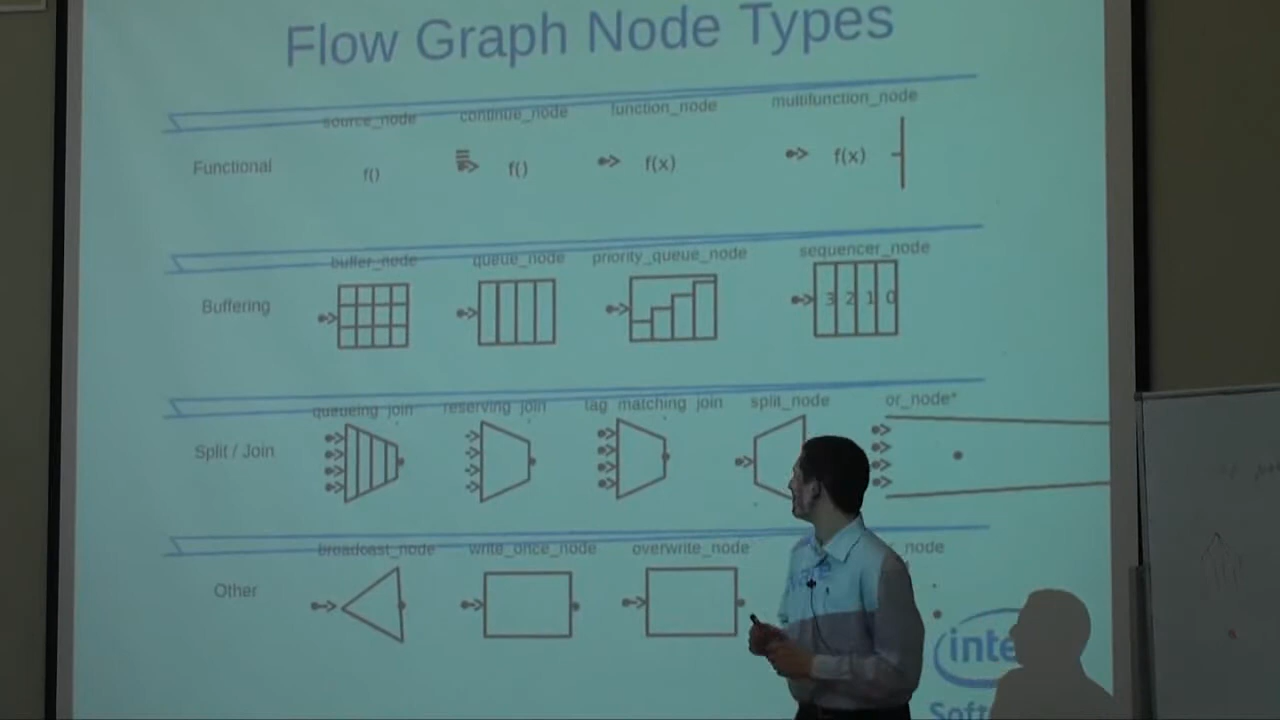 Flow Graph Node Types
source_node continue_node function_node multifunction_node
Functional f() f() f(x) f(x)
buffer_node queue_node priority_queue_node sequencer_node
Buffering 3 2 1 0
queueing join reserving join tag matching join split_node or_node*
Split / Join
broadcast_node write_once_node overwrite_node _node
Other
inte
Soft